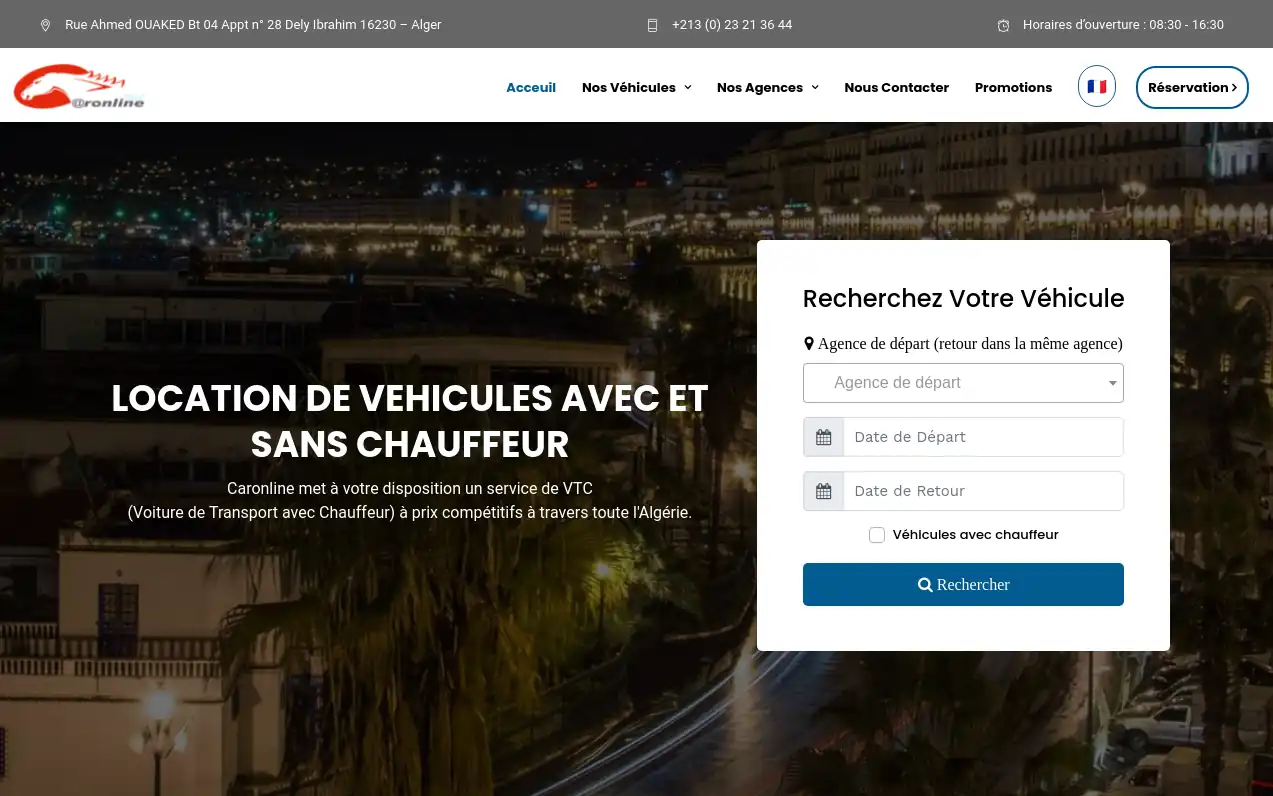 Rue Ahmed OUAKED Bt 04 Appt n° 28 Dely Ibrahim 16230 – Alger
+213 (0) 23 21 36 44
Horaires d'ouverture : 08:30 - 16:30
@ronline
Acceuil
Nos Véhicules
Nos Agences
Nous Contacter
Promotions
Réservation
LOCATION DE VEHICULES AVEC ET
SANS CHAUFFEUR
Caronline met à votre disposition un service de VTC
(Voiture de Transport avec Chauffeur) à prix compétitifs à travers toute l'Algérie.
Recherchez Votre Véhicule
Agence de départ (retour dans la même agence)
Agence de départ
Date de Départ
Date de Retour
Véhicules avec chauffeur
Rechercher